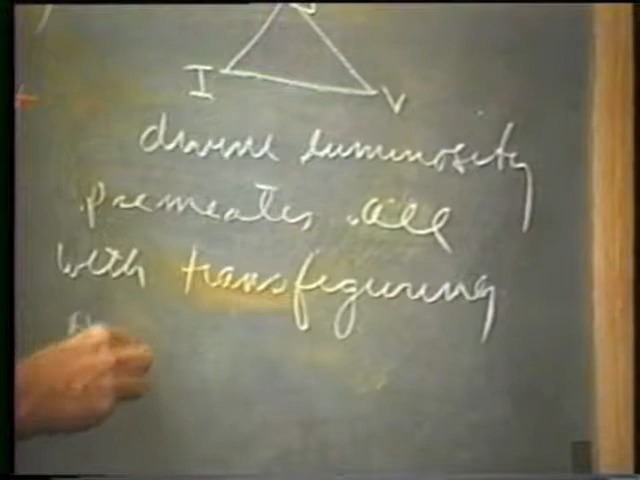 I
V
divine luminosity
permeates all
with transfiguring